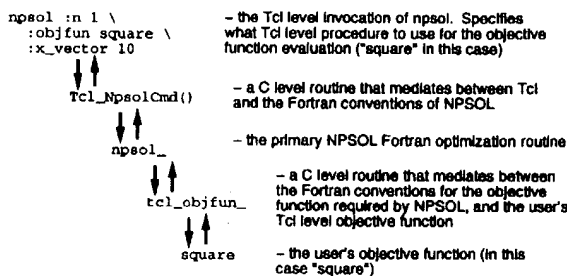 npsol :n 1 \
:objfun square \
:x_vector 10
– the Tcl level invocation of npsol. Specifies
what Tcl level procedure to use for the objective
function evaluation ("square" in this case)
Tcl_NpsolCmd()
– a C level routine that mediates between Tcl
and the Fortran conventions of NPSOL
npsol_
– the primary NPSOL Fortran optimization routine
tcl_objfun_
– a C level routine that mediates between
the Fortran conventions for the objective
function required by NPSOL, and the user's
Tcl level objective function
square
– the user's objective function (in this
case "square")